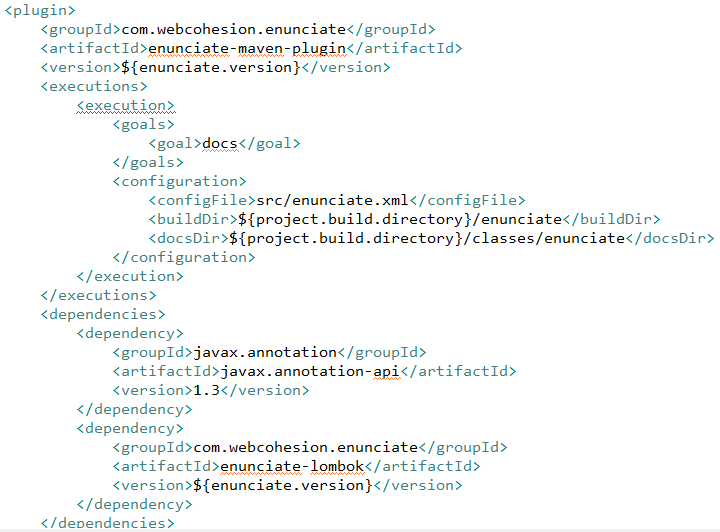 <plugin>
    <groupId>com.webcohesion.enunciate</groupId>
    <artifactId>enunciate-maven-plugin</artifactId>
    <version>${enunciate.version}</version>
    <executions>
        <execution>
            <goals>
                <goal>docs</goal>
            </goals>
            <configuration>
                <configFile>src/enunciate.xml</configFile>
                <buildDir>${project.build.directory}/enunciate</buildDir>
                <docsDir>${project.build.directory}/classes/enunciate</docsDir>
            </configuration>
        </execution>
    </executions>
    <dependencies>
        <dependency>
            <groupId>javax.annotation</groupId>
            <artifactId>javax.annotation-api</artifactId>
            <version>1.3</version>
        </dependency>
        <dependency>
            <groupId>com.webcohesion.enunciate</groupId>
            <artifactId>enunciate-lombok</artifactId>
            <version>${enunciate.version}</version>
        </dependency>
    </dependencies>